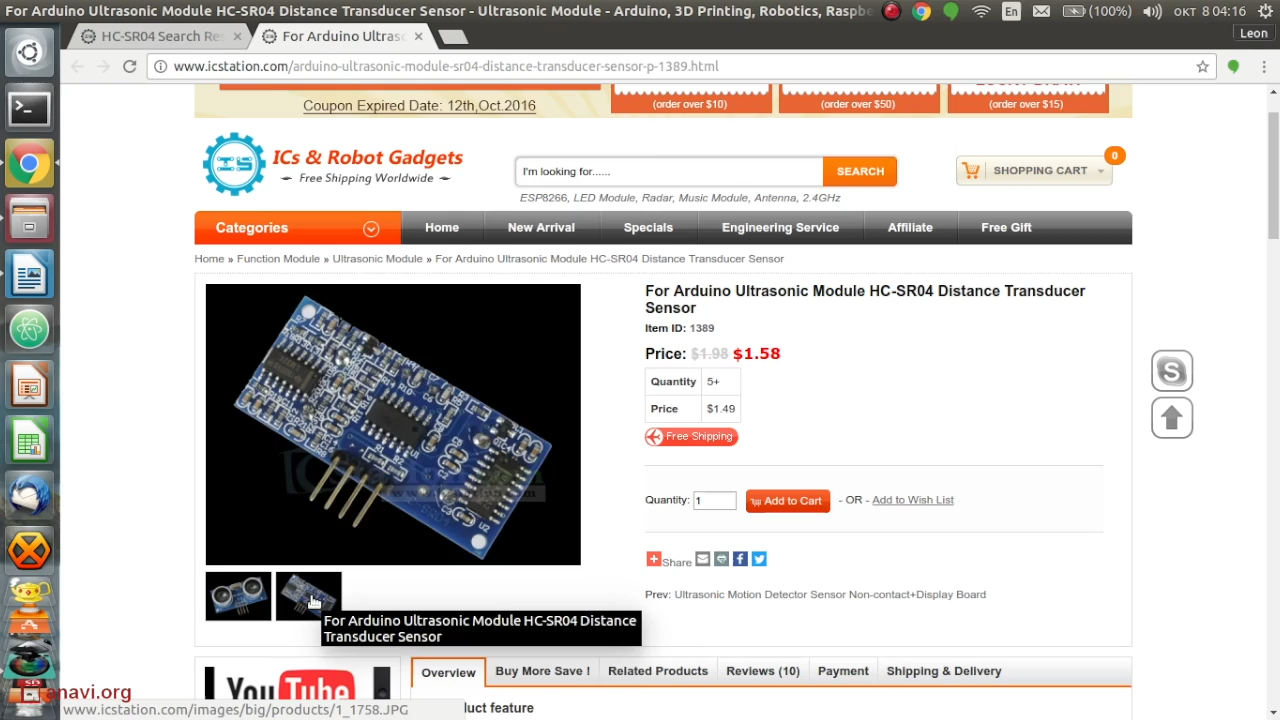 For Arduino Ultrasonic Module HC-SR04 Distance Transducer Sensor - Ultrasonic Module - Arduino, 3D Printing, Robotics, Raspbe
En
(100%)
окт 8 04:16
HC-SR04 Search Res
For Arduino Ultraso
Leon
www.icstation.com/arduino-ultrasonic-module-sr04-distance-transducer-sensor-p-1389.html
Coupon Expired Date: 12th,Oct.2016
(order over $10)
(order over $50)
(order over $15)
ICs & Robot Gadgets
Free Shipping Worldwide
I'm looking for......
SEARCH
SHOPPING CART
0
ESP8266, LED Module, Radar, Music Module, Antenna, 2.4GHz
Categories
Home
New Arrival
Specials
Engineering Service
Affiliate
Free Gift
Home » Function Module » Ultrasonic Module » For Arduino Ultrasonic Module HC-SR04 Distance Transducer Sensor
For Arduino Ultrasonic Module HC-SR04 Distance Transducer
Sensor
Item ID: 1389
Price: $1.98 $1.58
Quantity 5+
Price $1.49
Free Shipping
Quantity: 1
Add to Cart
- OR - Add to Wish List
Share
Prev: Ultrasonic Motion Detector Sensor Non-contact+Display Board
For Arduino Ultrasonic Module HC-SR04 Distance
Transducer Sensor
You Tube
Overview
Buy More Save !
Related Products
Reviews (10)
Payment
Shipping & Delivery
anavi.org
www.icstation.com/images/big/products/1_1758.JPG
duct feature